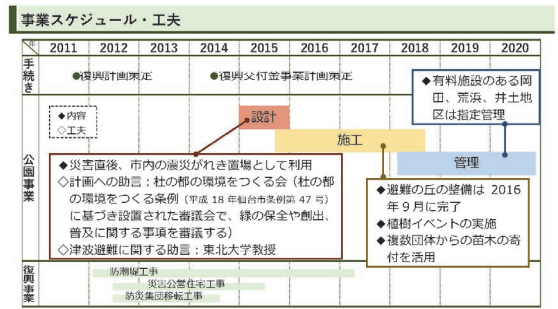 事業スケジュール・工夫
年
2011 2012 2013 2014 2015 2016 2017 2018 2019 2020
手続き
●復興計画策定
●復興交付金事業計画策定
◆有料施設のある岡
田、荒浜、井土地
区は指定管理
◆内容
◇工夫
設計
施工
管理
公園事業
◆災害直後、市内の震災がれき置場として利用
◇計画への助言：杜の都の環境をつくる会（杜の都
の環境をつくる条例（平成 18 年仙台市条例第 47 号）
に基づき設置された審議会で、緑の保全や創出、
普及に関する事項を審議する）
◇津波避難に関する助言：東北大学教授
◆避難の丘の整備は 2016
年９月に完了
◆植樹イベントの実施
◆複数団体からの苗木の寄
付を活用
復興事業
防潮堤工事
災害公営住宅工事
防災集団移転工事